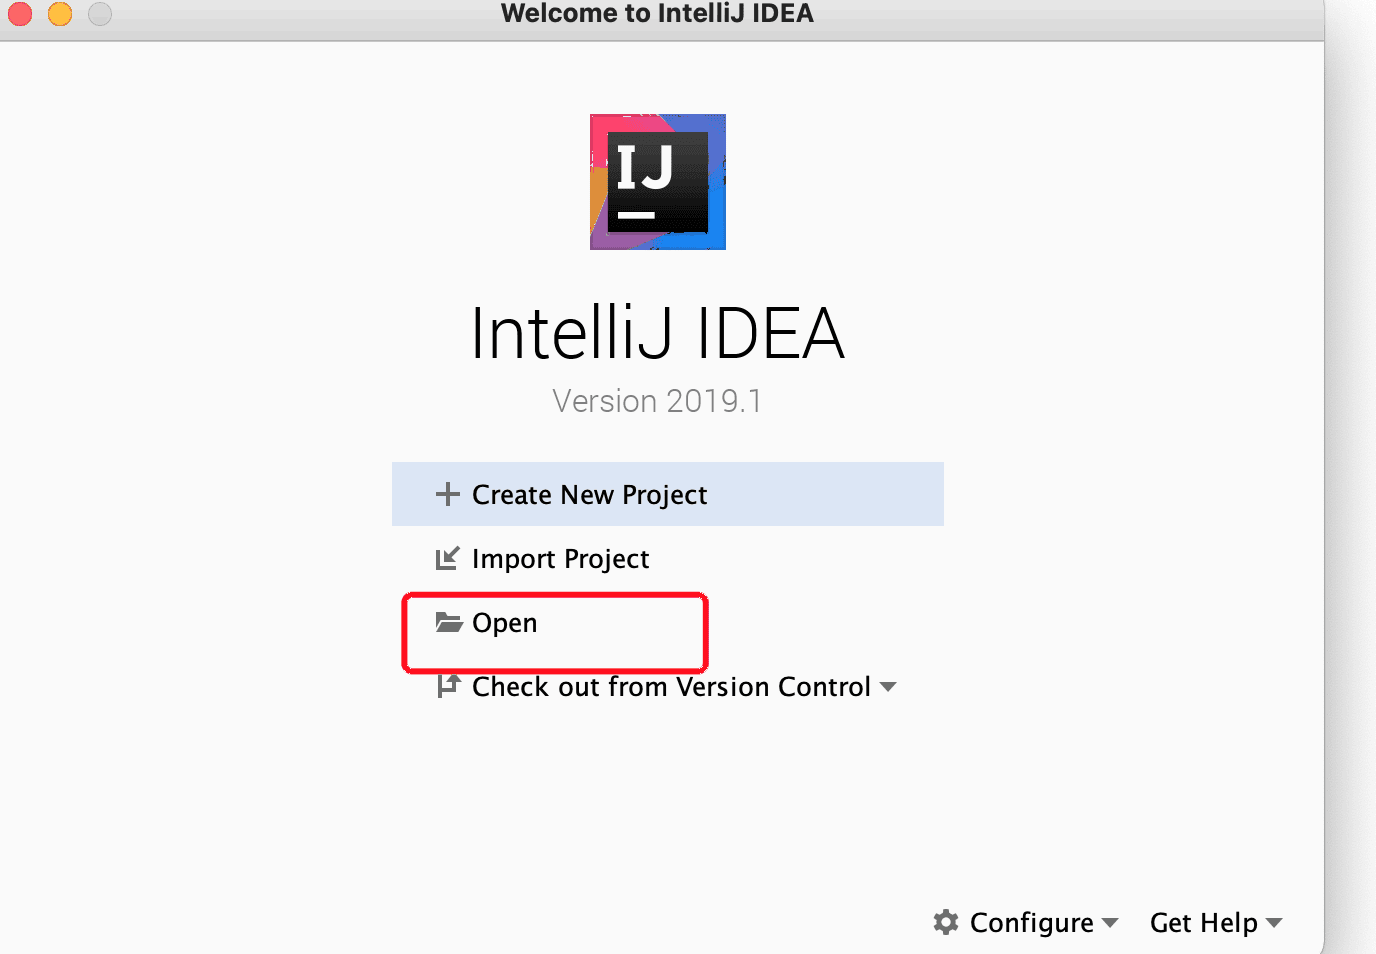 Welcome to IntelliJ IDEA
IJ
IntelliJ IDEA
Version 2019.1
Create New Project
Import Project
Open
Check out from Version Control
Configure
Get Help